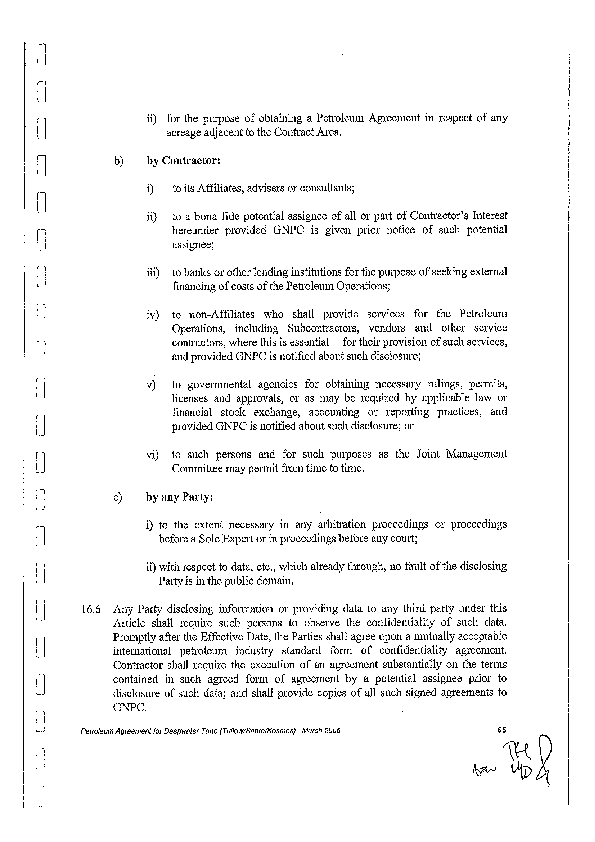 ii) for the purpose of obtaining a Petroleum Agreement in respect of any
acreage adjacent to the Contract Area.
b) by Contractor:
i) to its Affiliates, advisers or consultants;
ii) to a bona fide potential assignee of all or part of Contractor's Interest
hereunder provided GNPC is given prior notice of such potential
assignee;
iii) to banks or other lending institutions for the purpose of seeking external
financing of costs of the Petroleum Operations;
iv) to non-Affiliates who shall provide services for the Petroleum
Operations, including Subcontractors, vendors and other service
contractors, where this is essential for their provision of such services,
and provided GNPC is notified about such disclosure;
v) to governmental agencies for obtaining necessary rulings, permits,
licenses and approvals, or as may be required by applicable law or
financial stock exchange, accounting or reporting practices, and
provided GNPC is notified about such disclosure; or
vi) to such persons and for such purposes as the Joint Management
Committee may permit from time to time.
c) by any Party:
i) to the extent necessary in any arbitration proceedings or proceedings
before a Sole Expert or in proceedings before any court;
ii) with respect to data, etc., which already through, no fault of the disclosing
Party is in the public domain.
16.6 Any Party disclosing information or providing data to any third party under this
Article shall require such persons to observe the confidentiality of such data.
Promptly after the Effective Date, the Parties shall agree upon a mutually acceptable
international petroleum industry standard form of confidentiality agreement.
Contractor shall require the execution of an agreement substantially on the terms
contained in such agreed form of agreement by a potential assignee prior to
disclosure of such data; and shall provide copies of all such signed agreements to
GNPC.
Petroleum Agreement for Deepwater Tano (Tullow/Sabre/Kosmos) March 2006 65